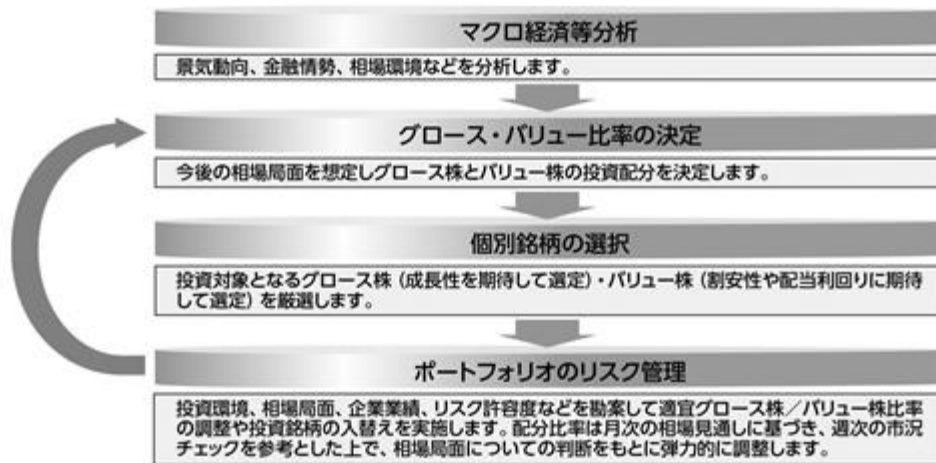 マクロ経済等分析
景気動向、金融情勢、相場環境などを分析します。
グロース・バリュー比率の決定
今後の相場局面を想定しグロース株とバリュー株の投資配分を決定します。
個別銘柄の選択
投資対象となるグロース株（成長性を期待して選定）・バリュー株（割安性や配当利回りに期待
して選定）を厳選します。
ポートフォリオのリスク管理
投資環境、相場局面、企業業績、リスク許容度などを勘案して適宜グロース株／バリュー株比率
の調整や投資銘柄の入替えを実施します。配分比率は月次の相場見通しに基づき、週次の市況
チェックを参考とした上で、相場局面についての判断をもとに弾力的に調整します。